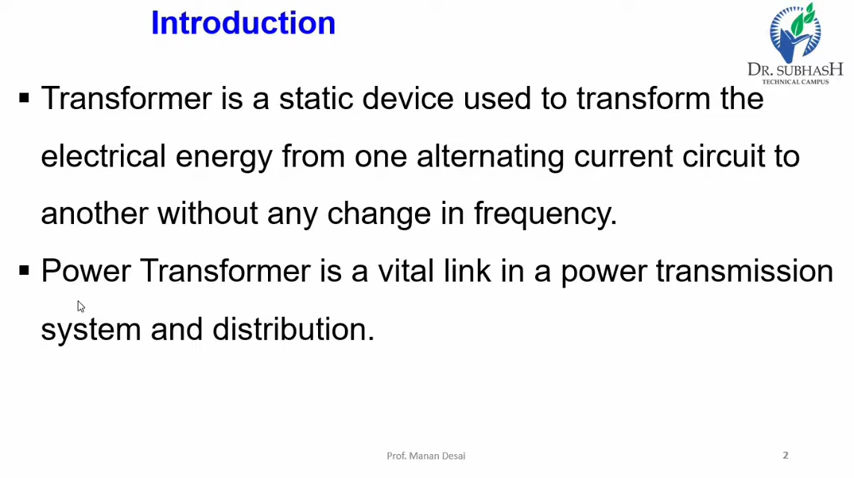 Introduction
DR. SUBHASH
TECHNICAL CAMPUS
▪ Transformer is a static device used to transform the
electrical energy from one alternating current circuit to
another without any change in frequency.
▪ Power Transformer is a vital link in a power transmission
system and distribution.
Prof. Manan Desai
2